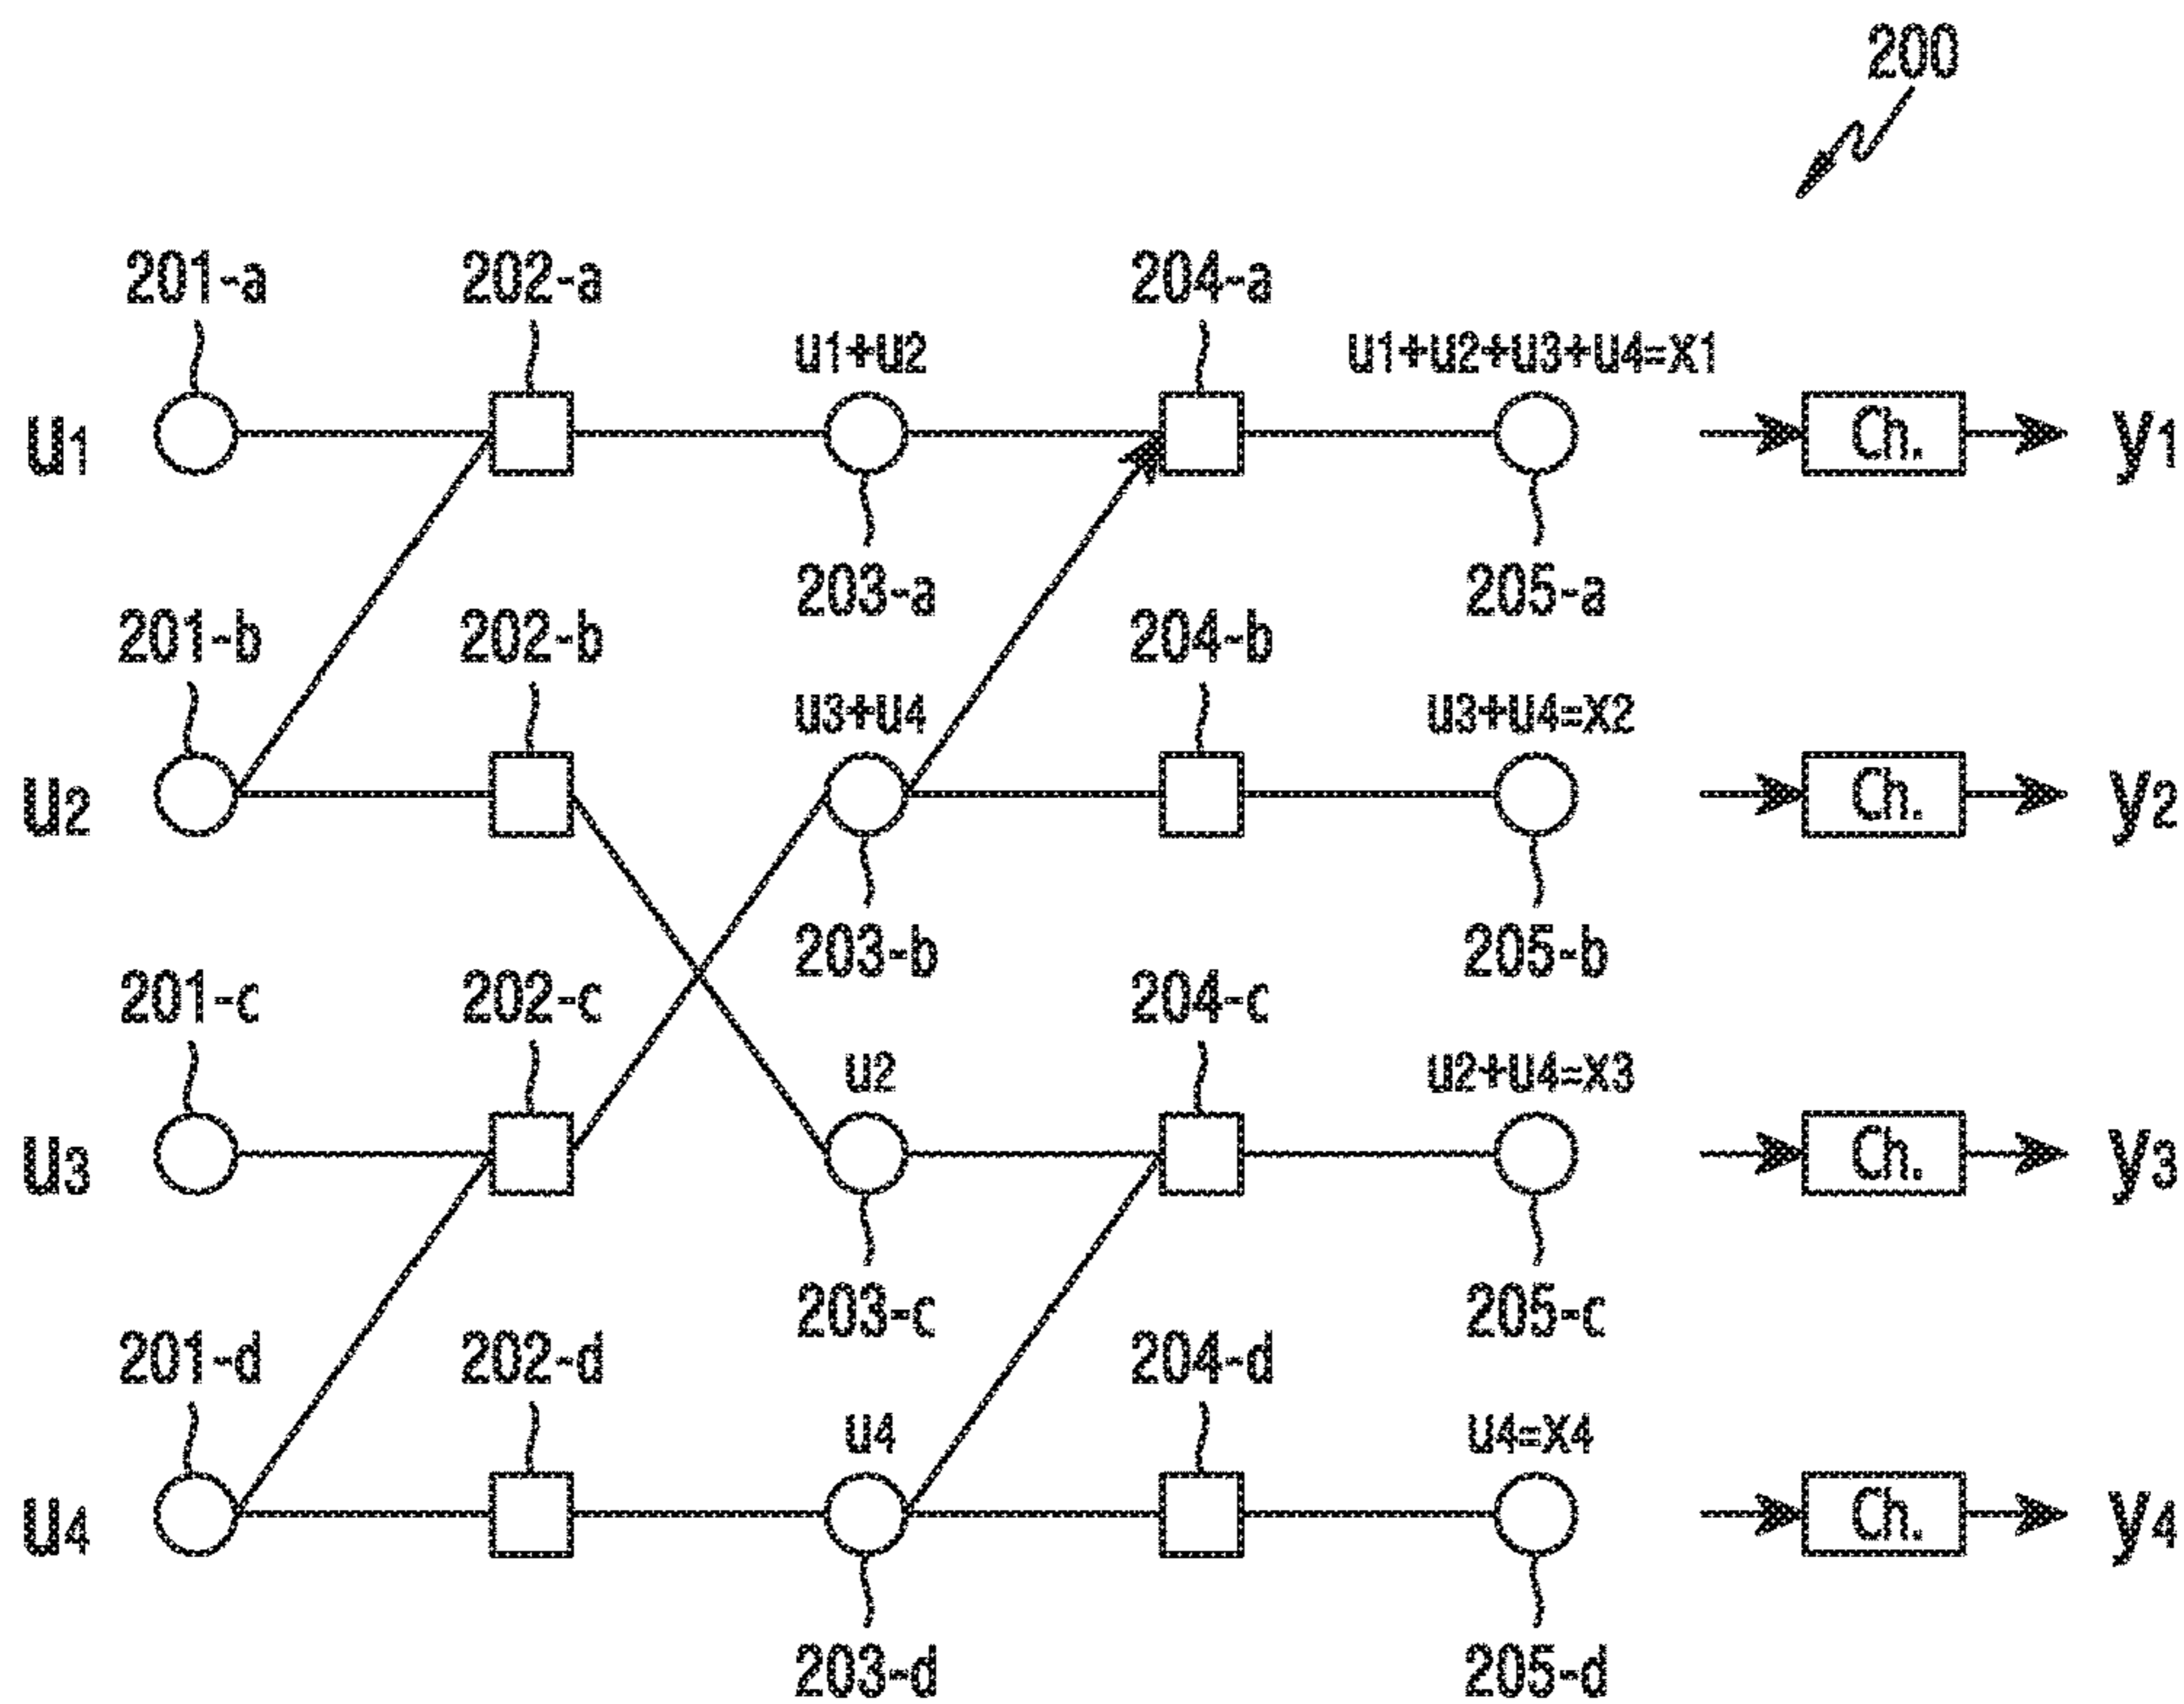 200
201-a 202-a 204-a
u1+u2 u1+u2+u3+u4=x1
u1 Ch. y1
203-a 205-a
201-b 202-b 204-b
u3+u4 u3+u4=x2
u2 Ch. y2
203-b 205-b
201-c 202-c 204-c
u2 u2+u4=x3
u3 Ch. y3
203-c 205-c
201-d 202-d 204-d
u4 u4=x4
u4 Ch. y4
203-d 205-d